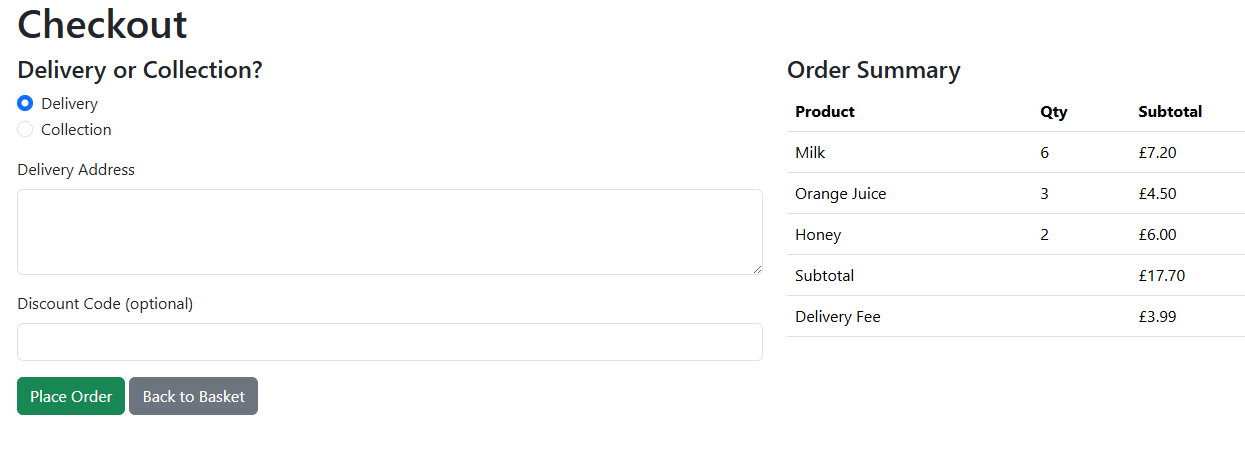 Checkout
Delivery or Collection?
Delivery
Collection
Delivery Address
Discount Code (optional)
Place Order Back to Basket
Order Summary
Product Qty Subtotal
Milk 6 £7.20
Orange Juice 3 £4.50
Honey 2 £6.00
Subtotal £17.70
Delivery Fee £3.99